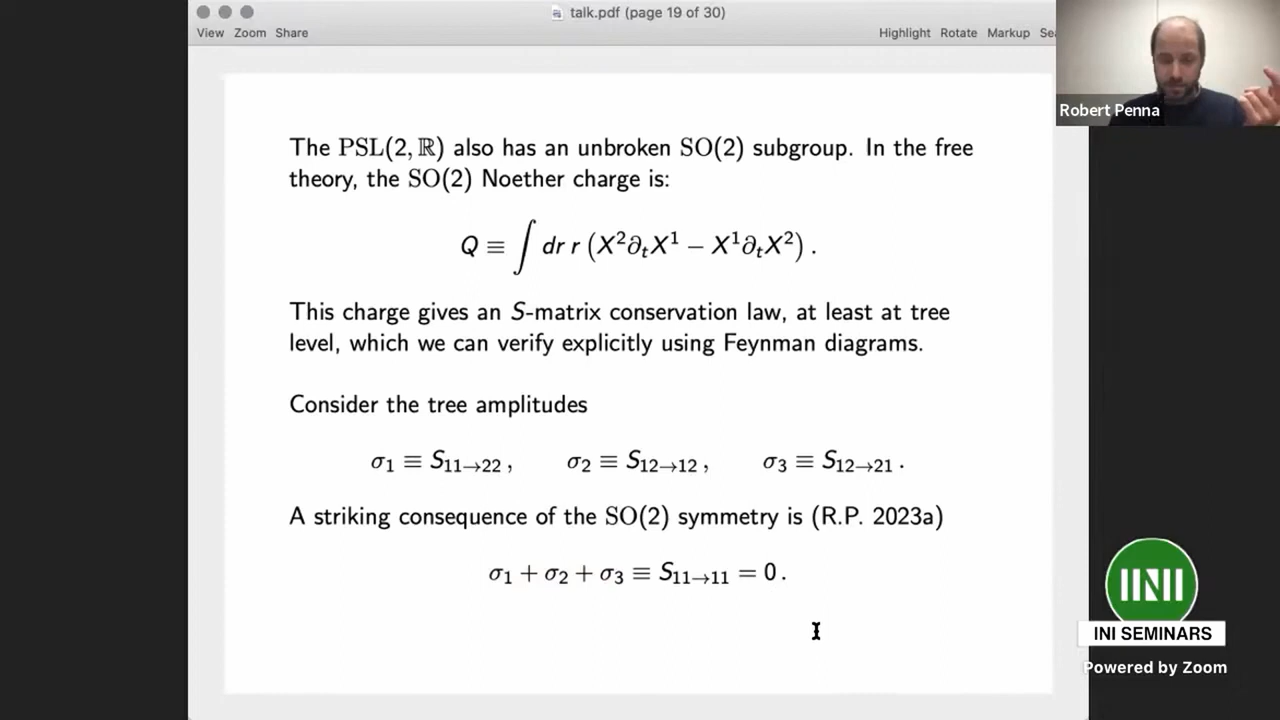 talk.pdf (page 19 of 30)
View Zoom Share
Highlight Rotate Markup Sea
Robert Penna
The PSL(2, ℝ) also has an unbroken SO(2) subgroup. In the free
theory, the SO(2) Noether charge is:
Q ≡ ∫ dr r (X²∂ₜX¹ − X¹∂ₜX²) .
This charge gives an S-matrix conservation law, at least at tree
level, which we can verify explicitly using Feynman diagrams.
Consider the tree amplitudes
σ₁ ≡ S₁₁→₂₂ , σ₂ ≡ S₁₂→₁₂ , σ₃ ≡ S₁₂→₂₁ .
A striking consequence of the SO(2) symmetry is (R.P. 2023a)
σ₁ + σ₂ + σ₃ ≡ S₁₁→₁₁ = 0 .
INI SEMINARS
Powered by Zoom